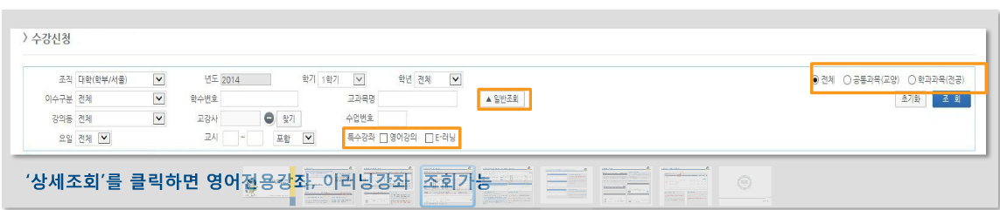 > 수강신청
조직 대학(학부/서울) 년도 2014 학기 1학기 학년 전체 전체 공통과목(교양) 학과과목(전공)
이수구분 전체 학수번호 교과목명 ▲ 일반조회 초기화 조 회
강의동 전체 교강사 찾기 수업번호
요일 전체 교시 ~ 포함 특수강좌 영어강의 E-러닝
‘상세조회’를 클릭하면 영어전용강좌, 이러닝강좌 조회가능